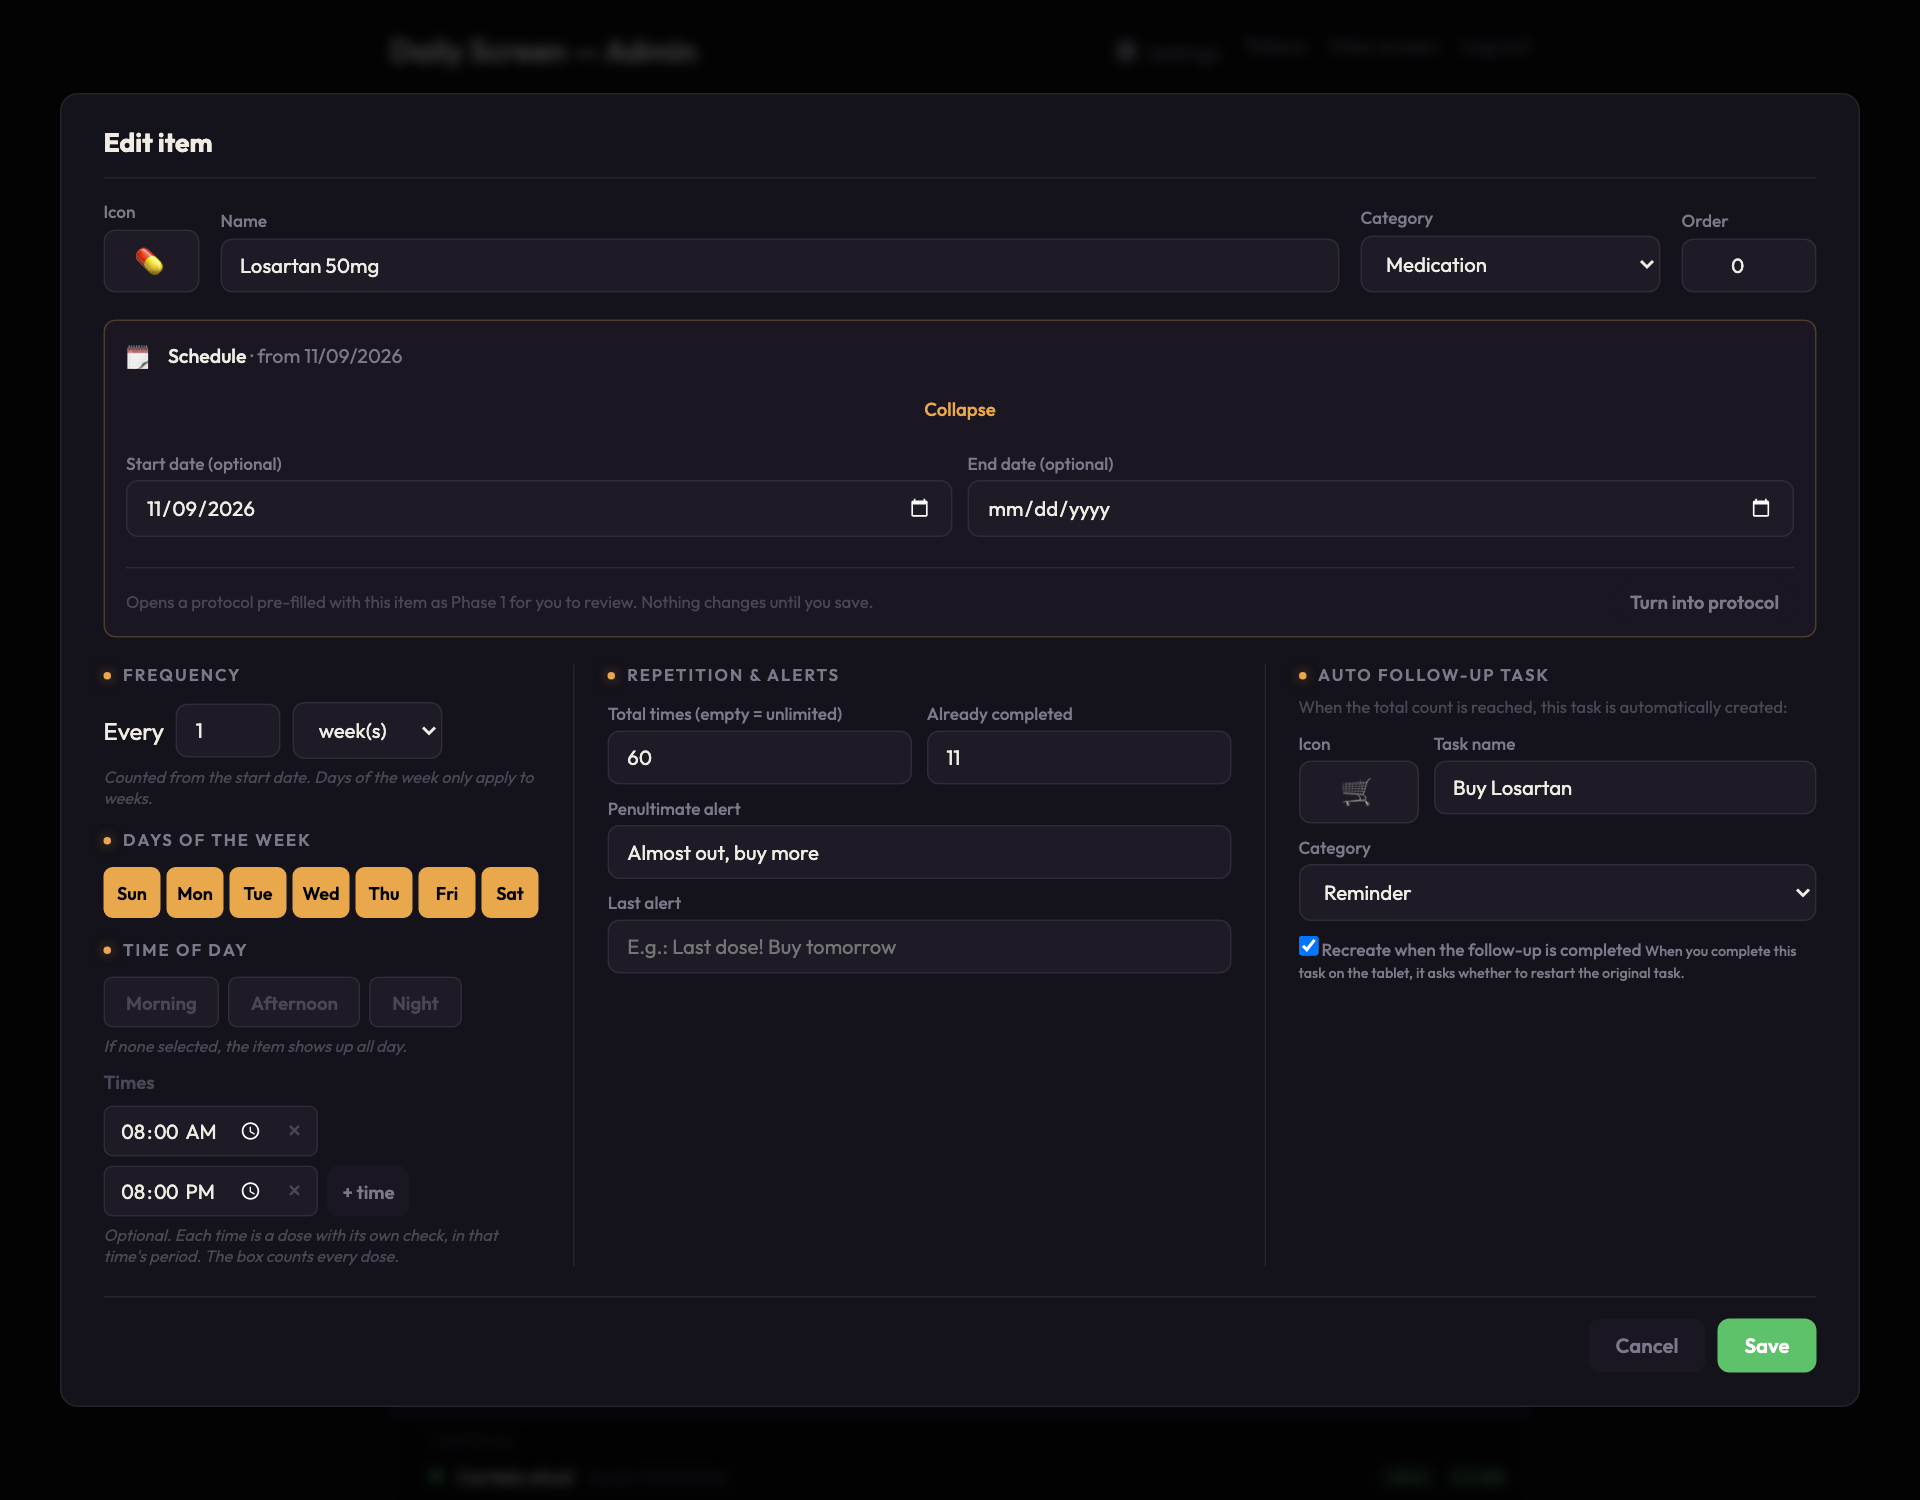 Daily Screen — Admin
Settings
Edit item
Icon
Name
Category
Order
Losartan 50mg
Medication
0
Schedule · from 11/09/2026
Collapse
Start date (optional)
End date (optional)
11/09/2026
mm/dd/yyyy
Opens a protocol pre-filled with this item as Phase 1 for you to review. Nothing changes until you save.
Turn into protocol
FREQUENCY
Every 1 week(s)
Counted from the start date. Days of the week only apply to
weeks.
DAYS OF THE WEEK
Sun Mon Tue Wed Thu Fri Sat
TIME OF DAY
Morning Afternoon Night
If none selected, the item shows up all day.
Times
08:00 AM ×
08:00 PM × + time
Optional. Each time is a dose with its own check, in that
time's period. The box counts every dose.
REPETITION & ALERTS
Total times (empty = unlimited)
Already completed
60
11
Penultimate alert
Almost out, buy more
Last alert
E.g.: Last dose! Buy tomorrow
AUTO FOLLOW-UP TASK
When the total count is reached, this task is automatically created:
Icon
Task name
Buy Losartan
Category
Reminder
Recreate when the follow-up is completed When you complete this
task on the tablet, it asks whether to restart the original task.
Cancel
Save